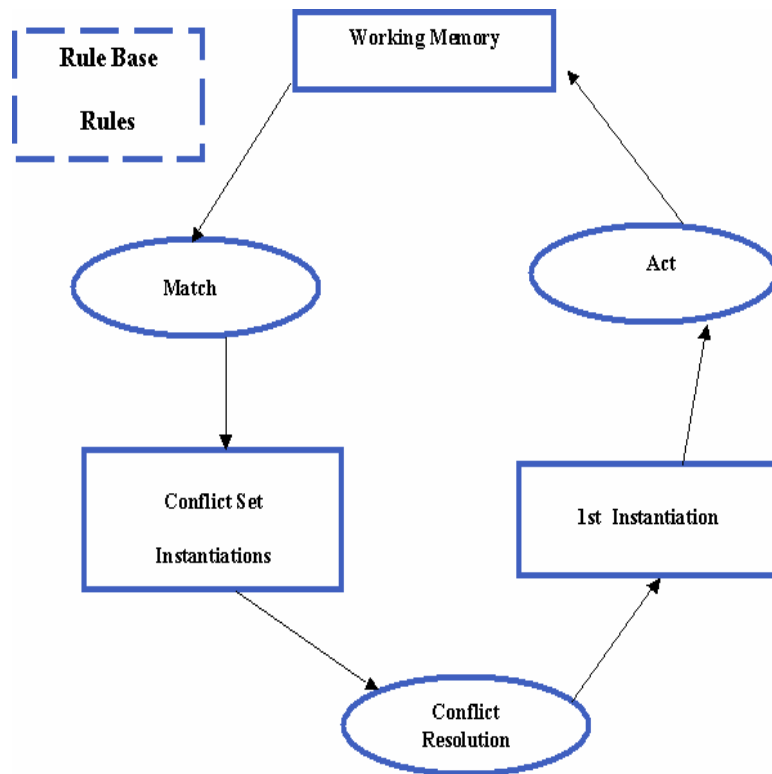 Working Memory
Rule Base
Rules
Match
Act
Conflict Set
Instantiations
1st Instantiation
Conflict
Resolution